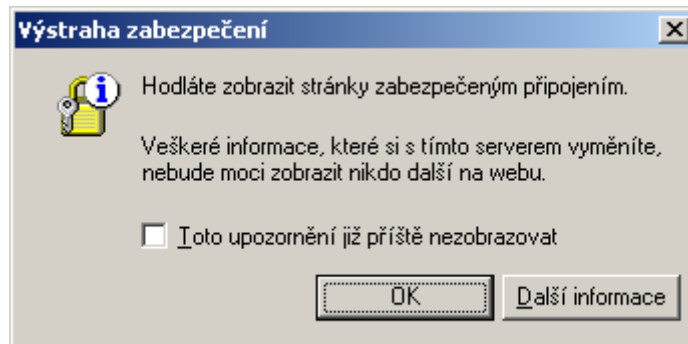 Výstraha zabezpečení
Hodláte zobrazit stránky zabezpečeným připojením.
Veškeré informace, které si s tímto serverem vyměníte,
nebude moci zobrazit nikdo další na webu.
Toto upozornění již příště nezobrazovat
OK
Další informace